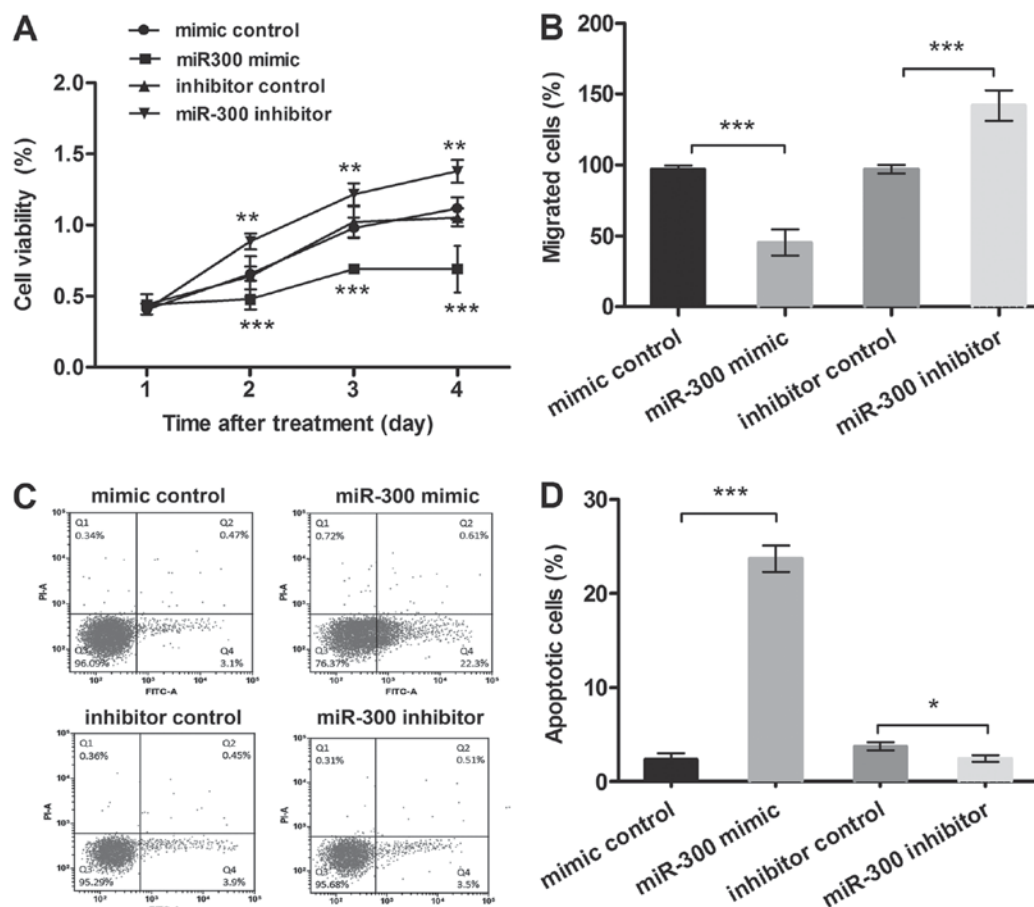 A
mimic control
miR300 mimic
inhibitor control
miR-300 inhibitor
Cell viability (%)
2.0
1.5
1.0
0.5
0.0
**
**
**
***
***
***
1 2 3 4
Time after treatment (day)
B
Migrated cells (%)
200
150
100
50
0
***
***
mimic control
miR-300 mimic
inhibitor control
miR-300 inhibitor
C
mimic control
Q1
0.34%
Q2
0.47%
Q3
96.09%
Q4
3.1%
PI-A
FITC-A
miR-300 mimic
Q1
0.72%
Q2
0.61%
Q3
76.37%
Q4
22.3%
PI-A
FITC-A
inhibitor control
Q1
0.36%
Q2
0.45%
Q3
95.29%
Q4
3.9%
PI-A
miR-300 inhibitor
Q1
0.31%
Q2
0.51%
Q3
95.68%
Q4
3.5%
PI-A
D
Apoptotic cells (%)
30
20
10
0
***
*
mimic control
miR-300 mimic
inhibitor control
miR-300 inhibitor